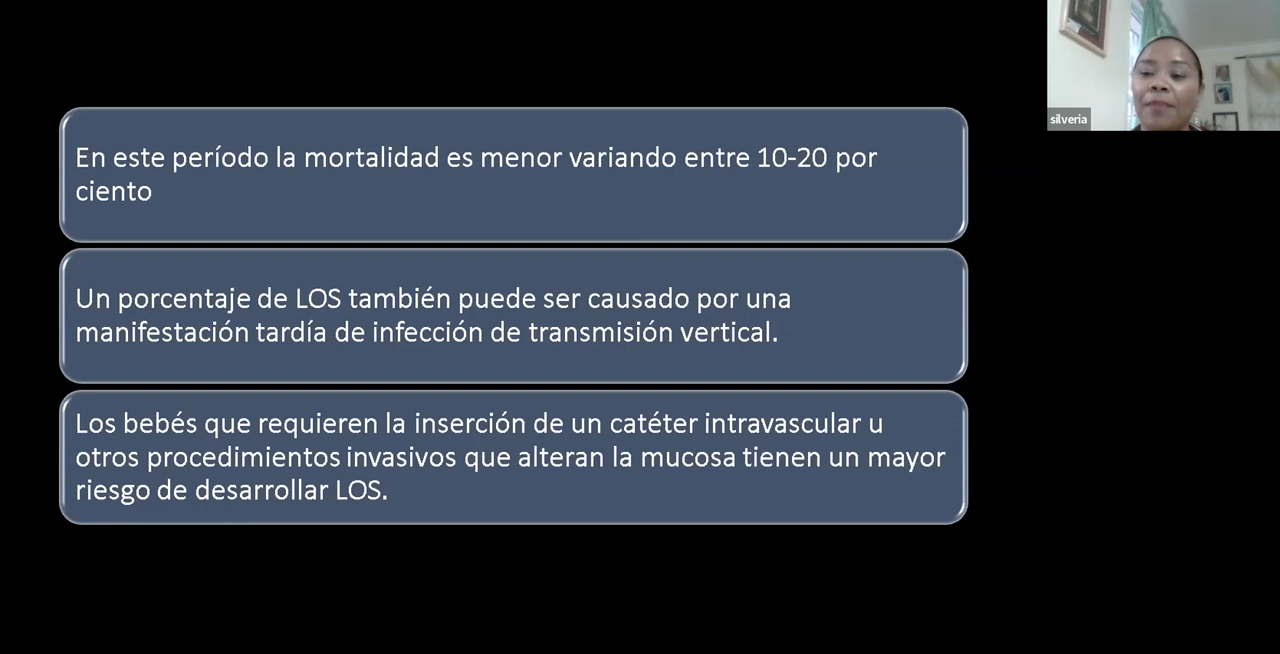 silveria
En este período la mortalidad es menor variando entre 10-20 por
ciento
Un porcentaje de LOS también puede ser causado por una
manifestación tardía de infección de transmisión vertical.
Los bebés que requieren la inserción de un catéter intravascular u
otros procedimientos invasivos que alteran la mucosa tienen un mayor
riesgo de desarrollar LOS.